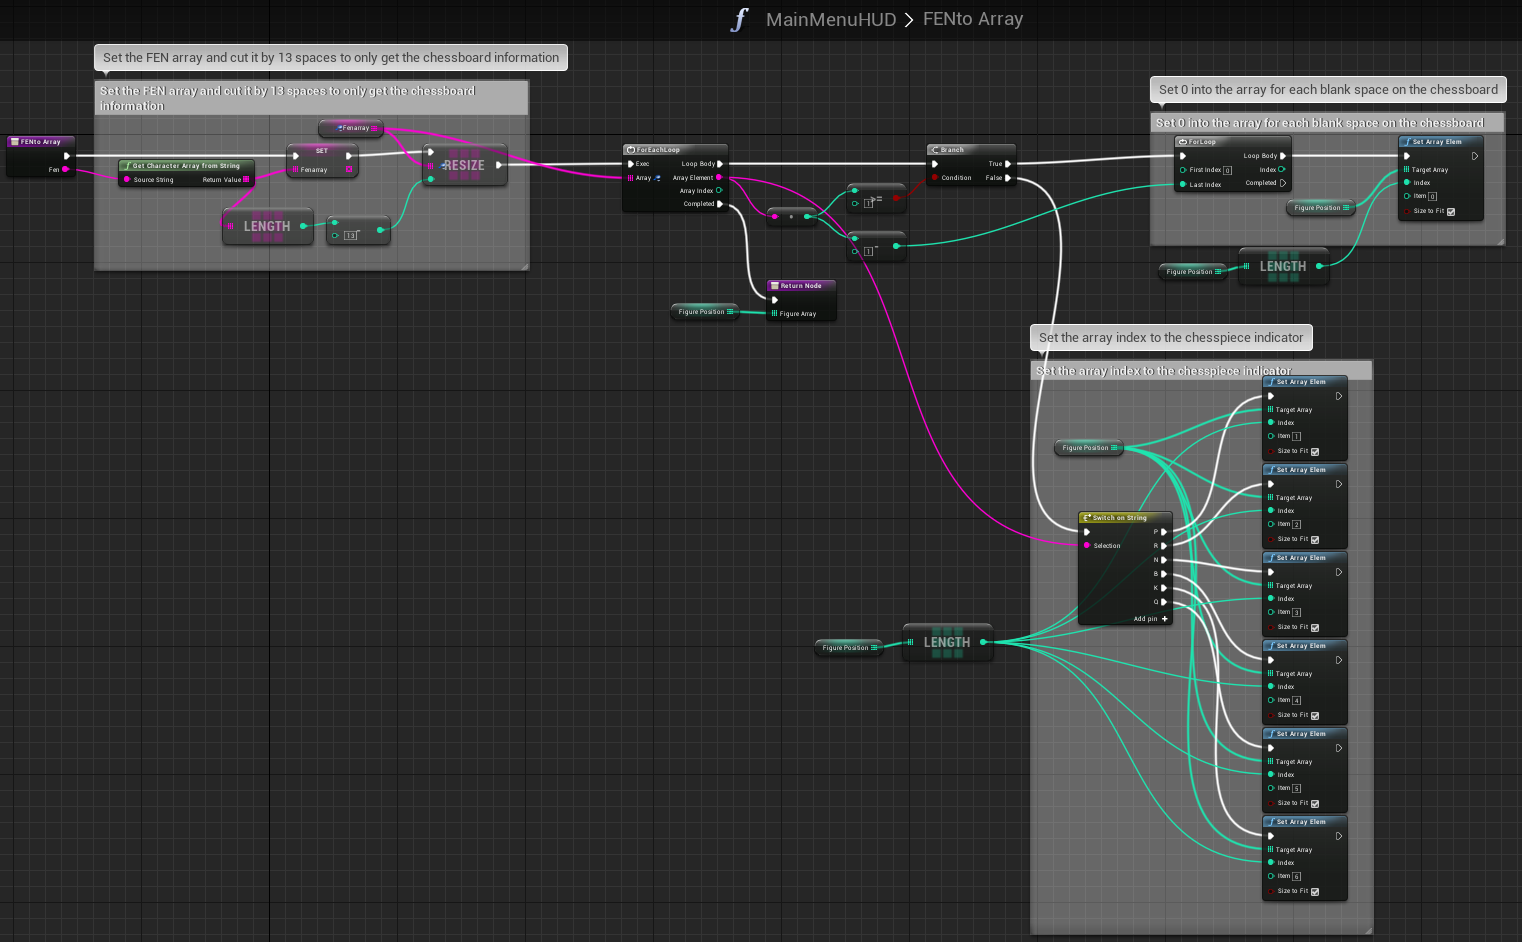 MainMenuHUD > FENto Array
Set the FEN array and cut it by 13 spaces to only get the chessboard information
Set the FEN array and cut it by 13 spaces to only get the chessboard
information
FENto Array
Fen
Get Character Array from String
Source String Return Value
SET
Fenarray
Fenarray
RESIZE
LENGTH
13
-
ForEachLoop
Exec Loop Body
Array Array Element
Array Index
Completed
Branch
True
Condition False
1 >=
1 -
Return Node
Figure Array
Figure Position
Set 0 into the array for each blank space on the chessboard
Set 0 into the array for each blank space on the chessboard
ForLoop
Loop Body
First Index 0 Index
Last Index Completed
Set Array Elem
Target Array
Index
Item 0
Size to Fit
Figure Position
Figure Position
LENGTH
Set the array index to the chesspiece indicator
Set the array index to the chesspiece indicator
Figure Position
Switch on String
P
Selection R
N
B
K
Q
Add pin +
Figure Position
LENGTH
Set Array Elem
Target Array
Index
Item 1
Size to Fit
Set Array Elem
Target Array
Index
Item 2
Size to Fit
Set Array Elem
Target Array
Index
Item 3
Size to Fit
Set Array Elem
Target Array
Index
Item 4
Size to Fit
Set Array Elem
Target Array
Index
Item 5
Size to Fit
Set Array Elem
Target Array
Index
Item 6
Size to Fit